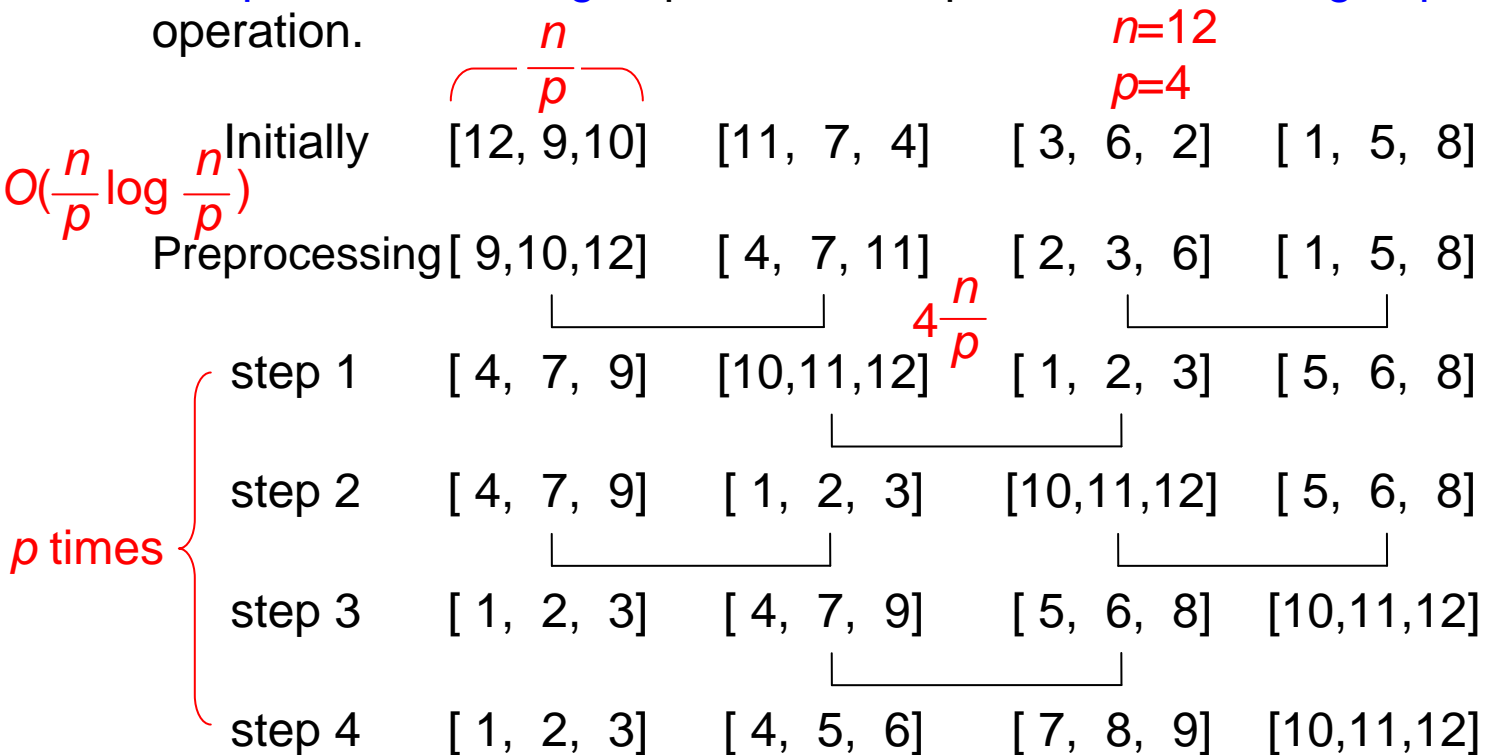 operation.
n/p
n=12
p=4
Initially [12, 9,10] [11, 7, 4] [ 3, 6, 2] [ 1, 5, 8]
O(n/p log n/p)
Preprocessing [ 9,10,12] [ 4, 7, 11] [ 2, 3, 6] [ 1, 5, 8]
4 n/p
step 1 [ 4, 7, 9] [10,11,12] [ 1, 2, 3] [ 5, 6, 8]
step 2 [ 4, 7, 9] [ 1, 2, 3] [10,11,12] [ 5, 6, 8]
p times
step 3 [ 1, 2, 3] [ 4, 7, 9] [ 5, 6, 8] [10,11,12]
step 4 [ 1, 2, 3] [ 4, 5, 6] [ 7, 8, 9] [10,11,12]